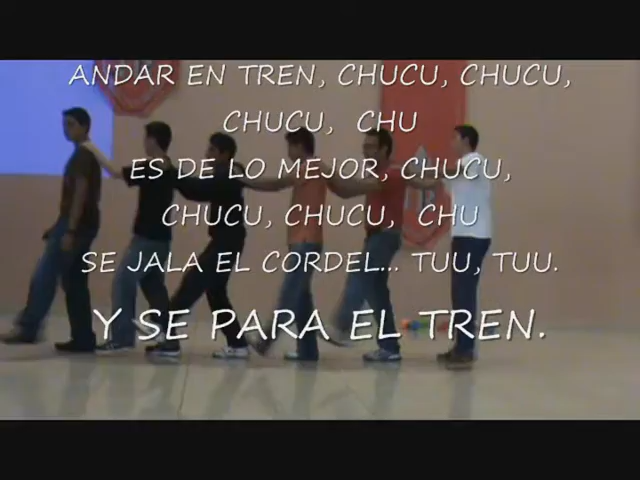 ANDAR EN TREN, CHUCU, CHUCU,
CHUCU,  CHU
ES DE LO MEJOR, CHUCU,
CHUCU, CHUCU,  CHU
SE JALA EL CORDEL... TUU, TUU.
Y SE PARA EL TREN.